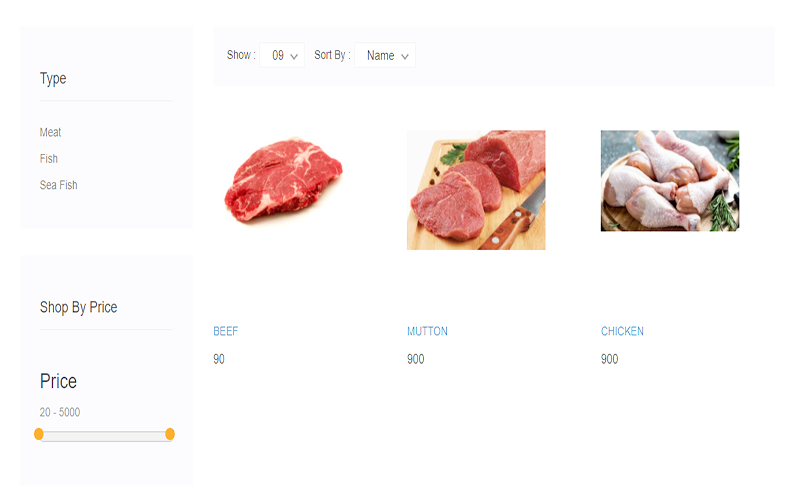 Type
Meat
Fish
Sea Fish
Shop By Price
Price
20 - 5000
Show : 09 Sort By : Name
BEEF
90
MUTTON
900
CHICKEN
900